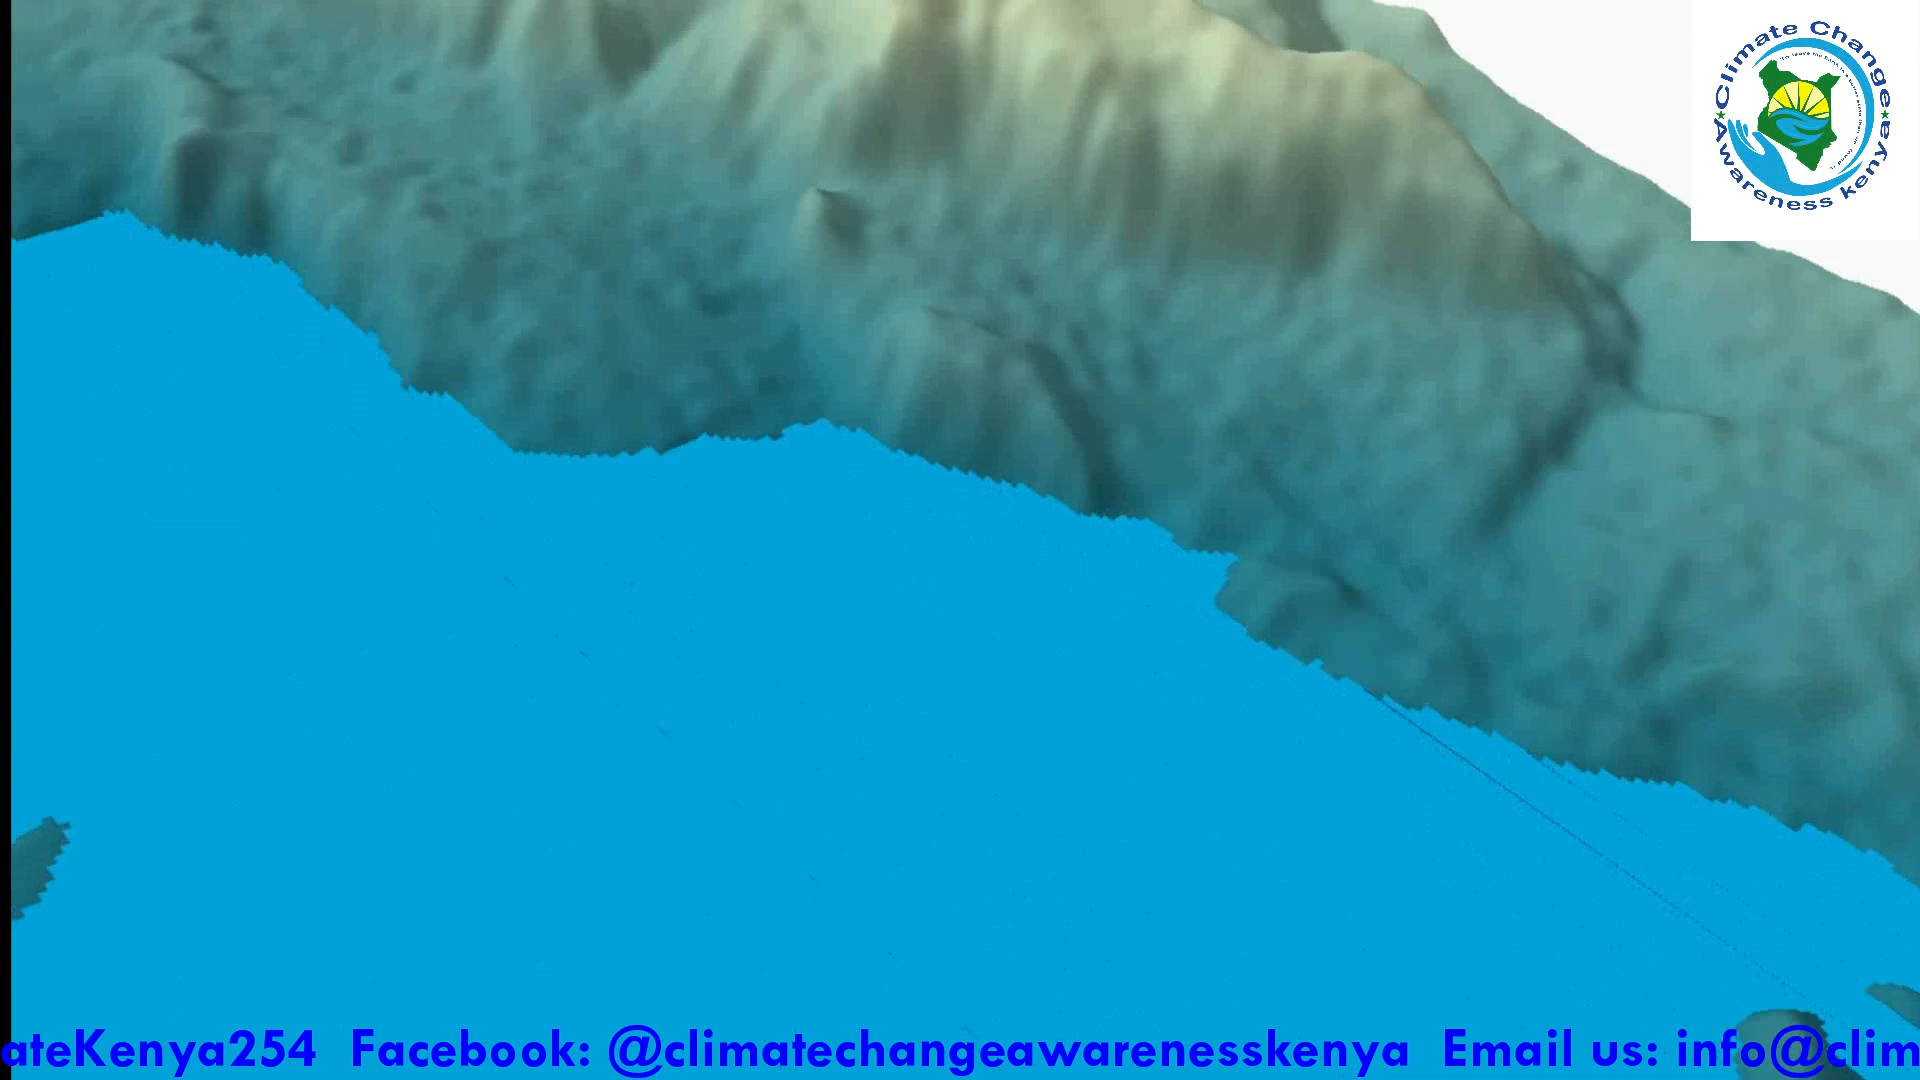 Climate Change
Awareness kenya
ateKenya254 Facebook: @climatechangeawarenesskenya Email us: info@clim